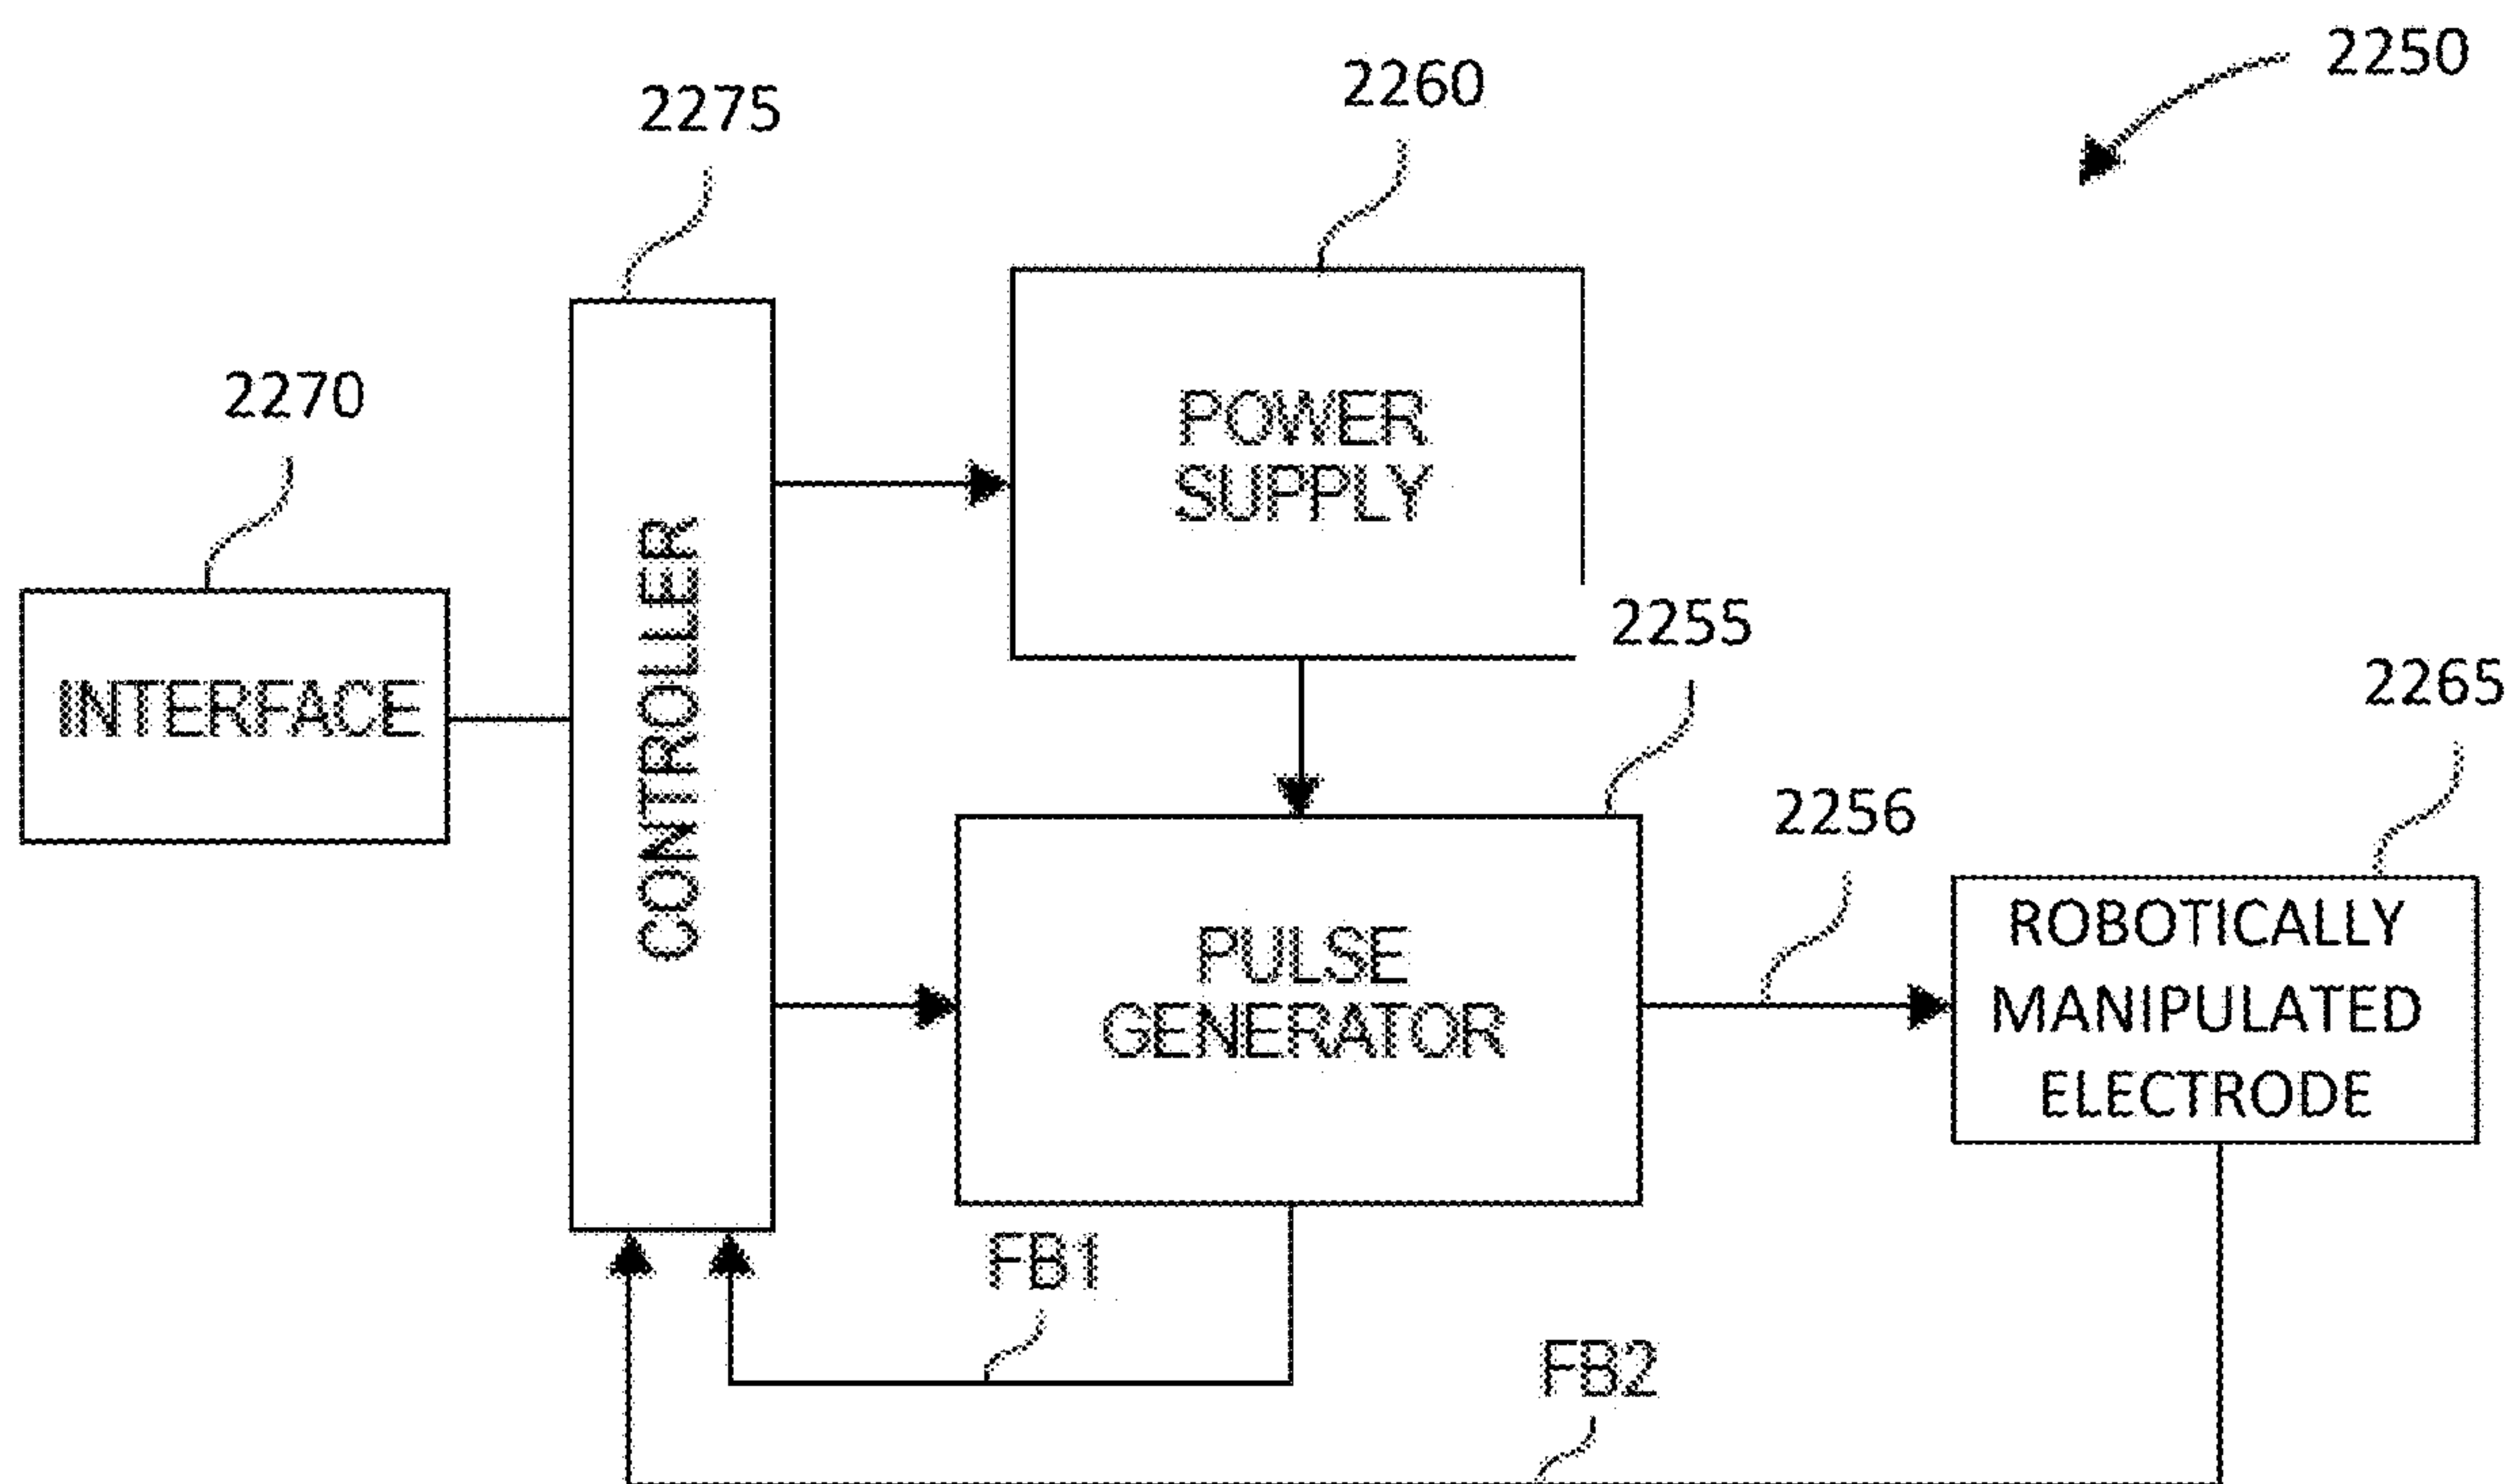 2250
2260
2275
2270
POWER
SUPPLY
CONTROLLER
2255
INTERFACE
2265
2256
PULSE
GENERATOR
ROBOTICALLY
MANIPULATED
ELECTRODE
FB1
FB2